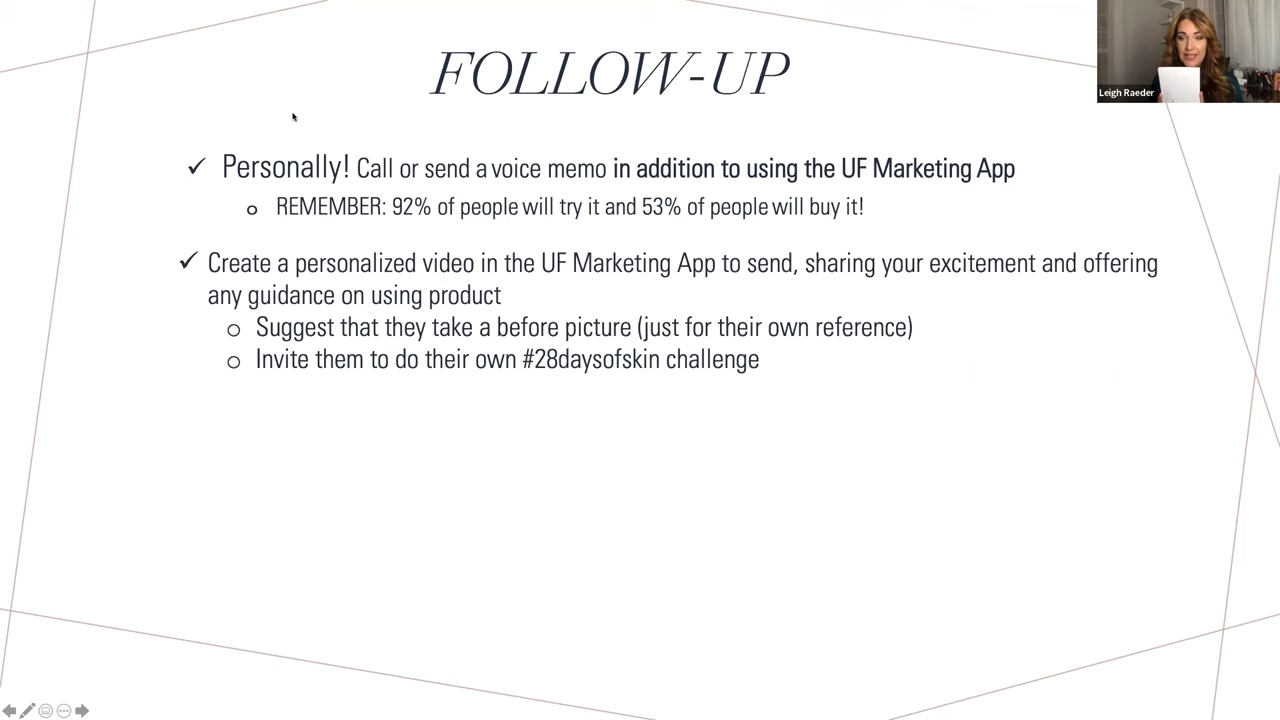 FOLLOW-UP
Leigh Raeder
✓ Personally! Call or send a voice memo in addition to using the UF Marketing App
o REMEMBER: 92% of people will try it and 53% of people will buy it!
✓ Create a personalized video in the UF Marketing App to send, sharing your excitement and offering
any guidance on using product
o Suggest that they take a before picture (just for their own reference)
o Invite them to do their own #28daysofskin challenge